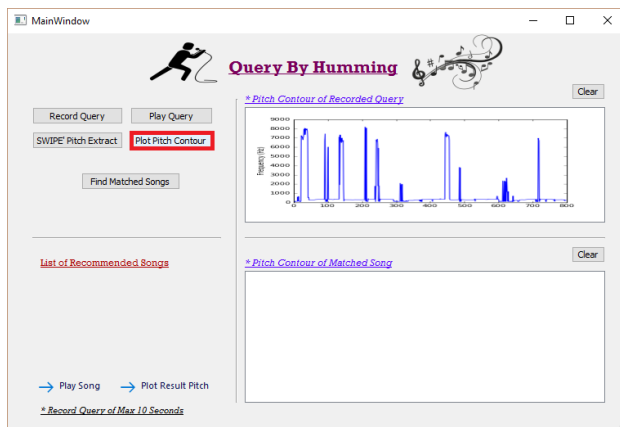 MainWindow
Query By Humming
Record Query
Play Query
SWIPE' Pitch Extract
Plot Pitch Contour
Find Matched Songs
* Pitch Contour of Recorded Query
Clear
Frequency (Hz)
9000
8000
7000
6000
5000
4000
3000
2000
1000
0
0 100 200 300 400 500 600 700 800
List of Recommended Songs
* Pitch Contour of Matched Song
Clear
Play Song
Plot Result Pitch
* Record Query of Max 10 Seconds